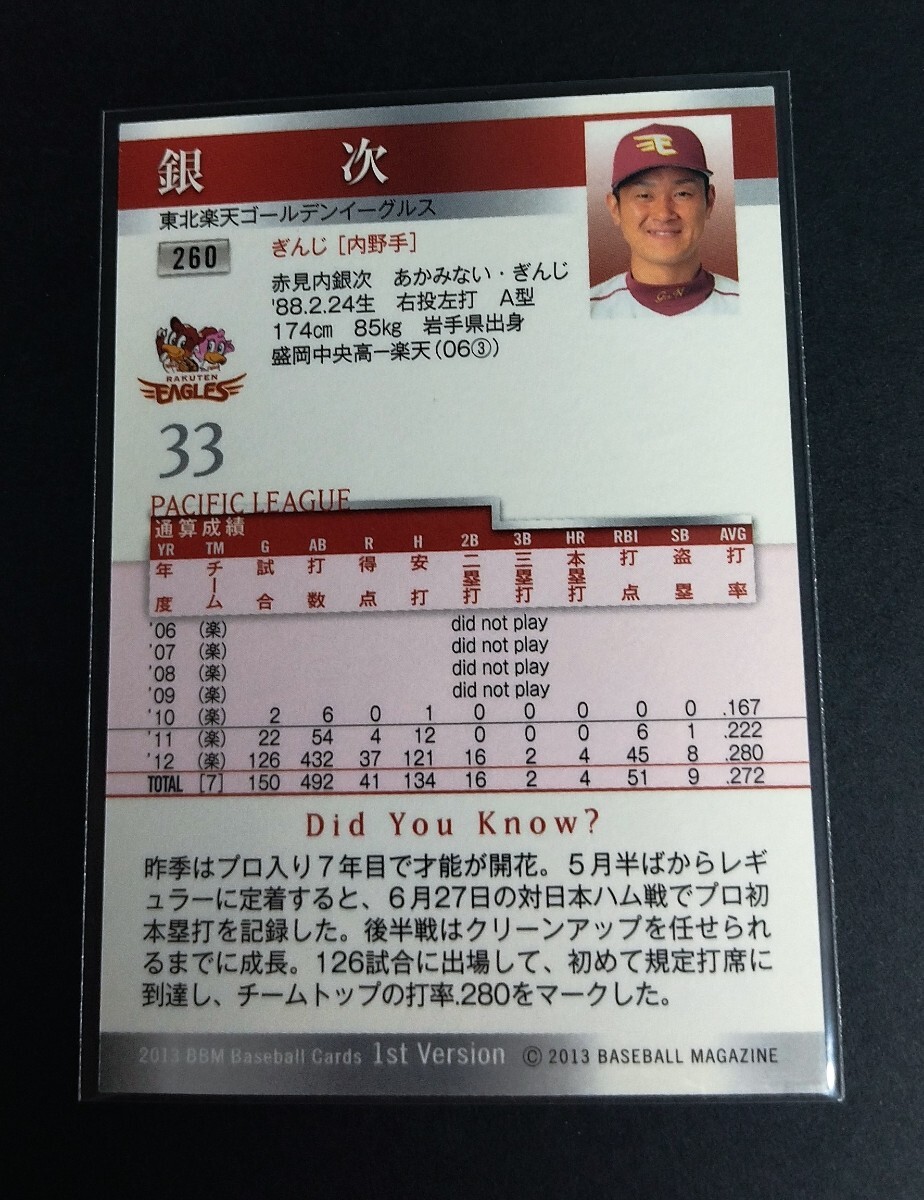 銀 次
東北楽天ゴールデンイーグルス
260
ぎんじ [内野手]
赤見内銀次 あかみない・ぎんじ
'88.2.24生 右投左打 A型
174cm 85kg 岩手県出身
盛岡中央高ー楽天(06③)
RAKUTEN
EAGLES
33
PACIFIC LEAGUE
通算成績
YR TM G AB R H 2B 3B HR RBI SB AVG
年度 チーム 試合 打数 得点 安打 二塁打 三塁打 本塁打 打点 盗塁 打率
'06 (楽) did not play
'07 (楽) did not play
'08 (楽) did not play
'09 (楽) did not play
'10 (楽) 2 6 0 1 0 0 0 0 0 .167
'11 (楽) 22 54 4 12 0 0 0 6 1 .222
'12 (楽) 126 432 37 121 16 2 4 45 8 .280
TOTAL [7] 150 492 41 134 16 2 4 51 9 .272
Did You Know?
昨季はプロ入り7年目で才能が開花。5月半ばからレギ
ュラーに定着すると、6月27日の対日本ハム戦でプロ初
本塁打を記録した。後半戦はクリーンアップを任せられ
るまでに成長。126試合に出場して、初めて規定打席に
到達し、チームトップの打率.280をマークした。
2013 BBM Baseball Cards 1st Version © 2013 BASEBALL MAGAZINE